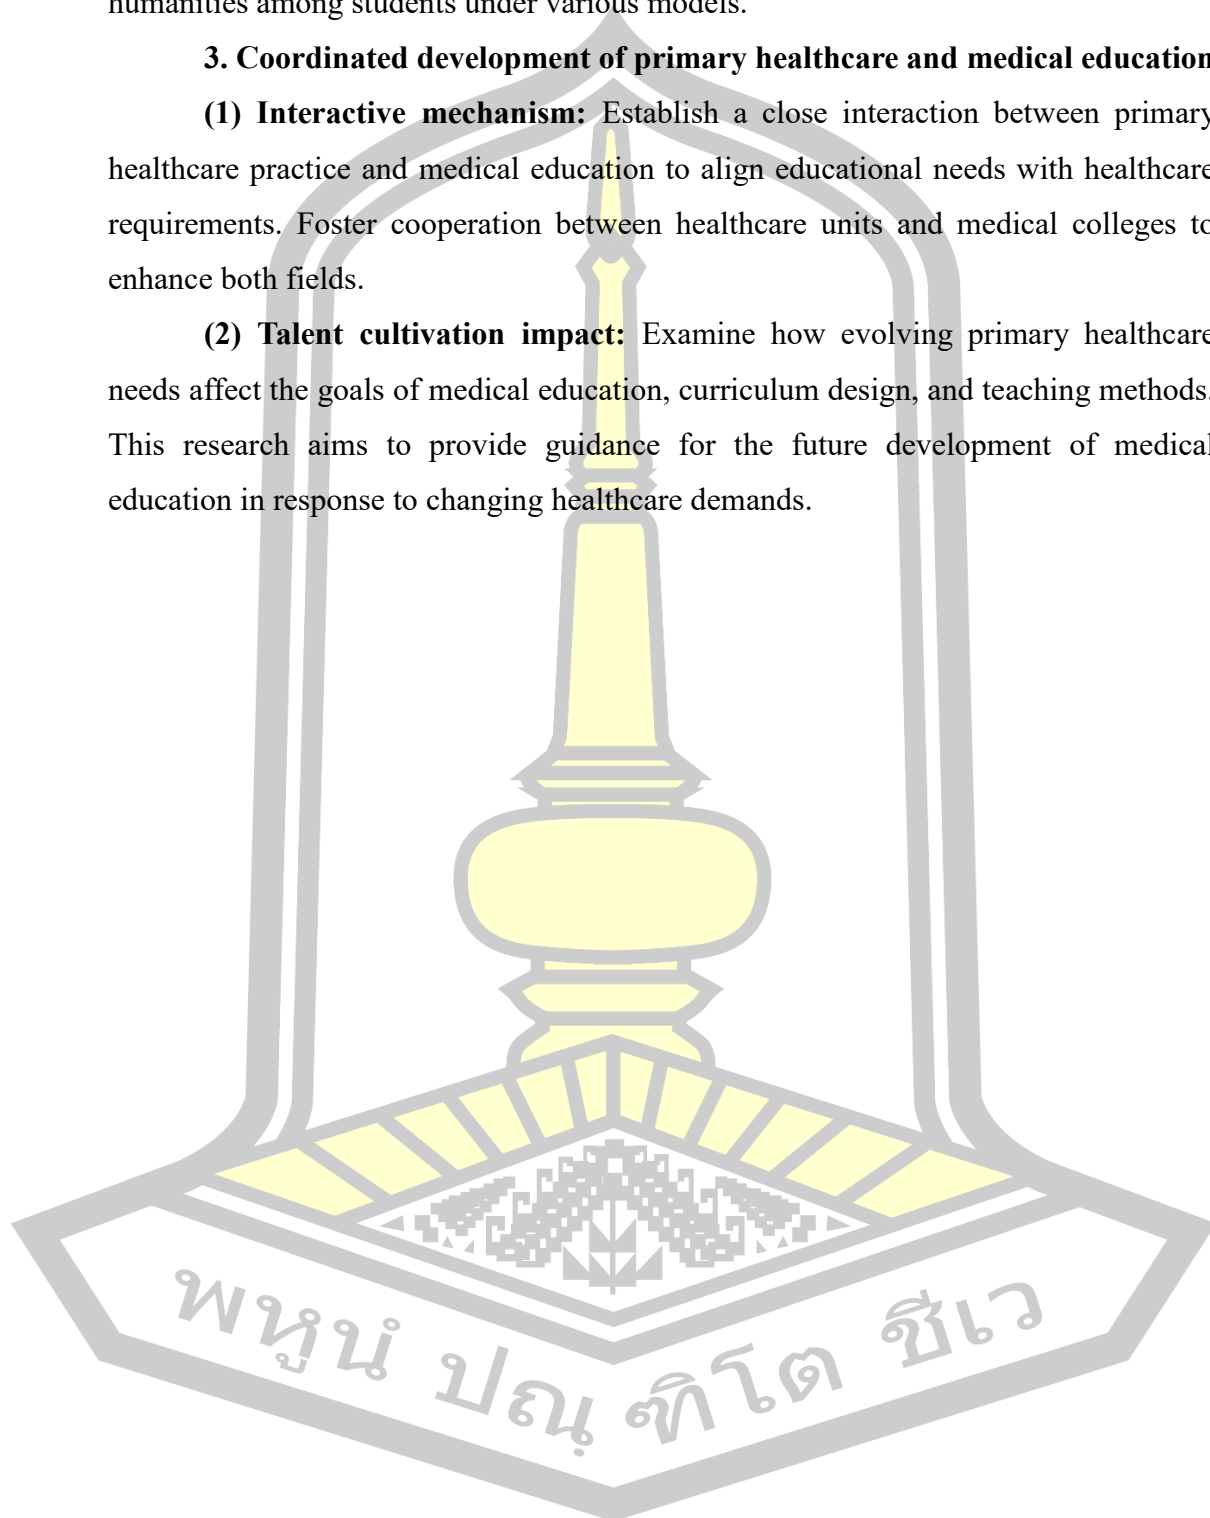 humanities among students under various models.
3. Coordinated development of primary healthcare and medical education
(1) Interactive mechanism: Establish a close interaction between primary
healthcare practice and medical education to align educational needs with healthcare
requirements. Foster cooperation between healthcare units and medical colleges to
enhance both fields.
(2) Talent cultivation impact: Examine how evolving primary healthcare
needs affect the goals of medical education, curriculum design, and teaching methods.
This research aims to provide guidance for the future development of medical
education in response to changing healthcare demands.
พหูนํ ปณฺฑิโต ชีเว